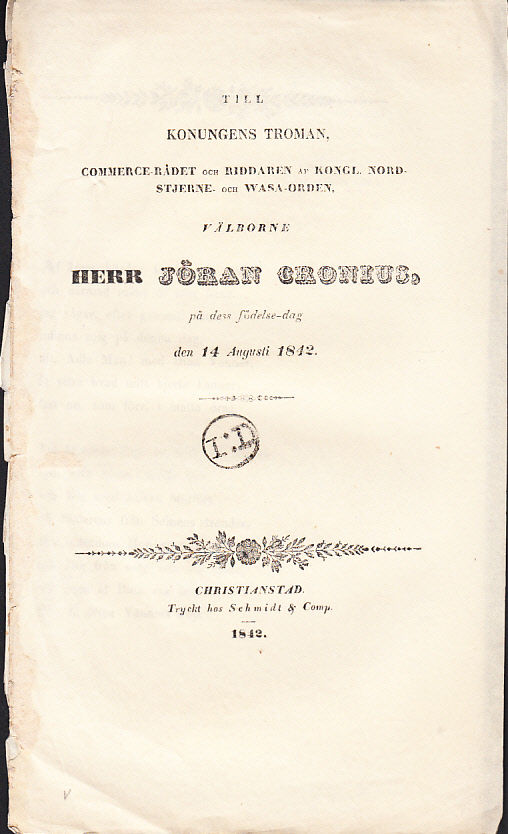 TILL
KONUNGENS TROMAN,
COMMERCE-RÅDET OCH RIDDAREN AF KONGL. NORD-
STJERNE- OCH WASA-ORDEN,
VÄLBORNE
HERR JÖRAN CRONIUS,
på dess födelse-dag
den 14 Augusti 1842.
CHRISTIANSTAD.
Tryckt hos Schmidt & Comp.
1842.